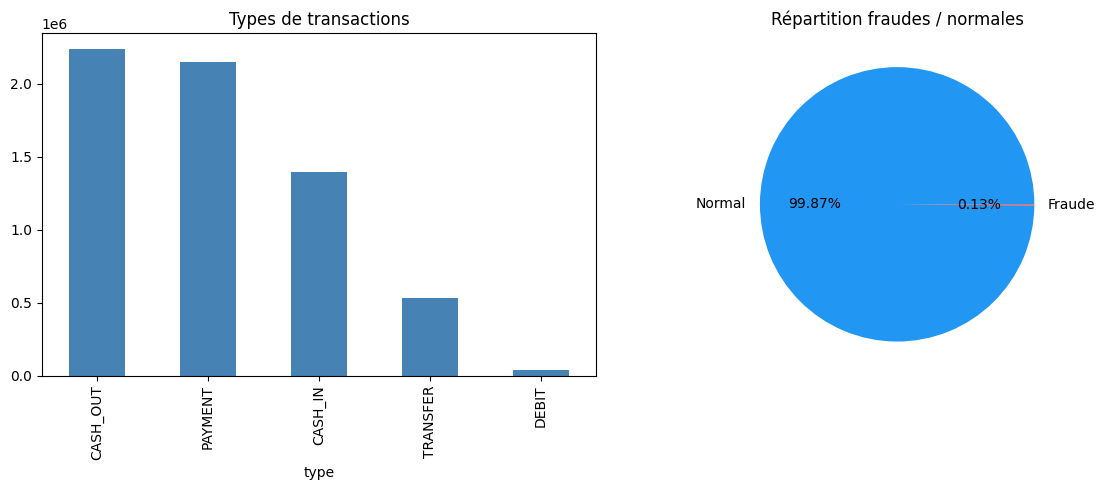 Types de transactions
1e6
2.0
1.5
1.0
0.5
0.0
CASH_OUT
PAYMENT
CASH_IN
TRANSFER
DEBIT
type
Répartition fraudes / normales
Normal
99.87%
0.13%
Fraude